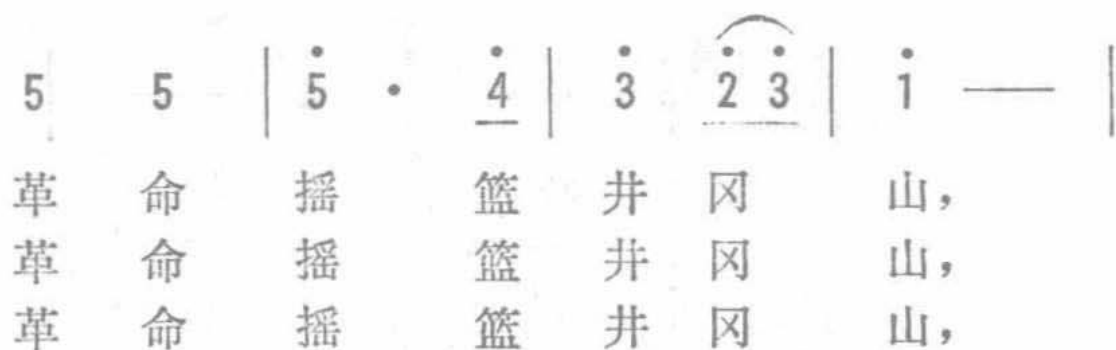 5 5 | 5̇ · 4̇ | 3̇ 2̇ 3̇ | 1̇ — |
革 命 摇 篮 井 冈 山，
革 命 摇 篮 井 冈 山，
革 命 摇 篮 井 冈 山，